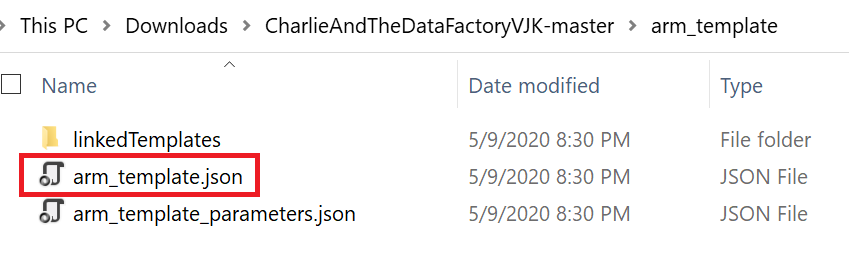 This PC > Downloads > CharlieAndTheDataFactoryVJK-master > arm_template
Name Date modified Type
linkedTemplates 5/9/2020 8:30 PM File folder
arm_template.json 5/9/2020 8:30 PM JSON File
arm_template_parameters.json 5/9/2020 8:30 PM JSON File